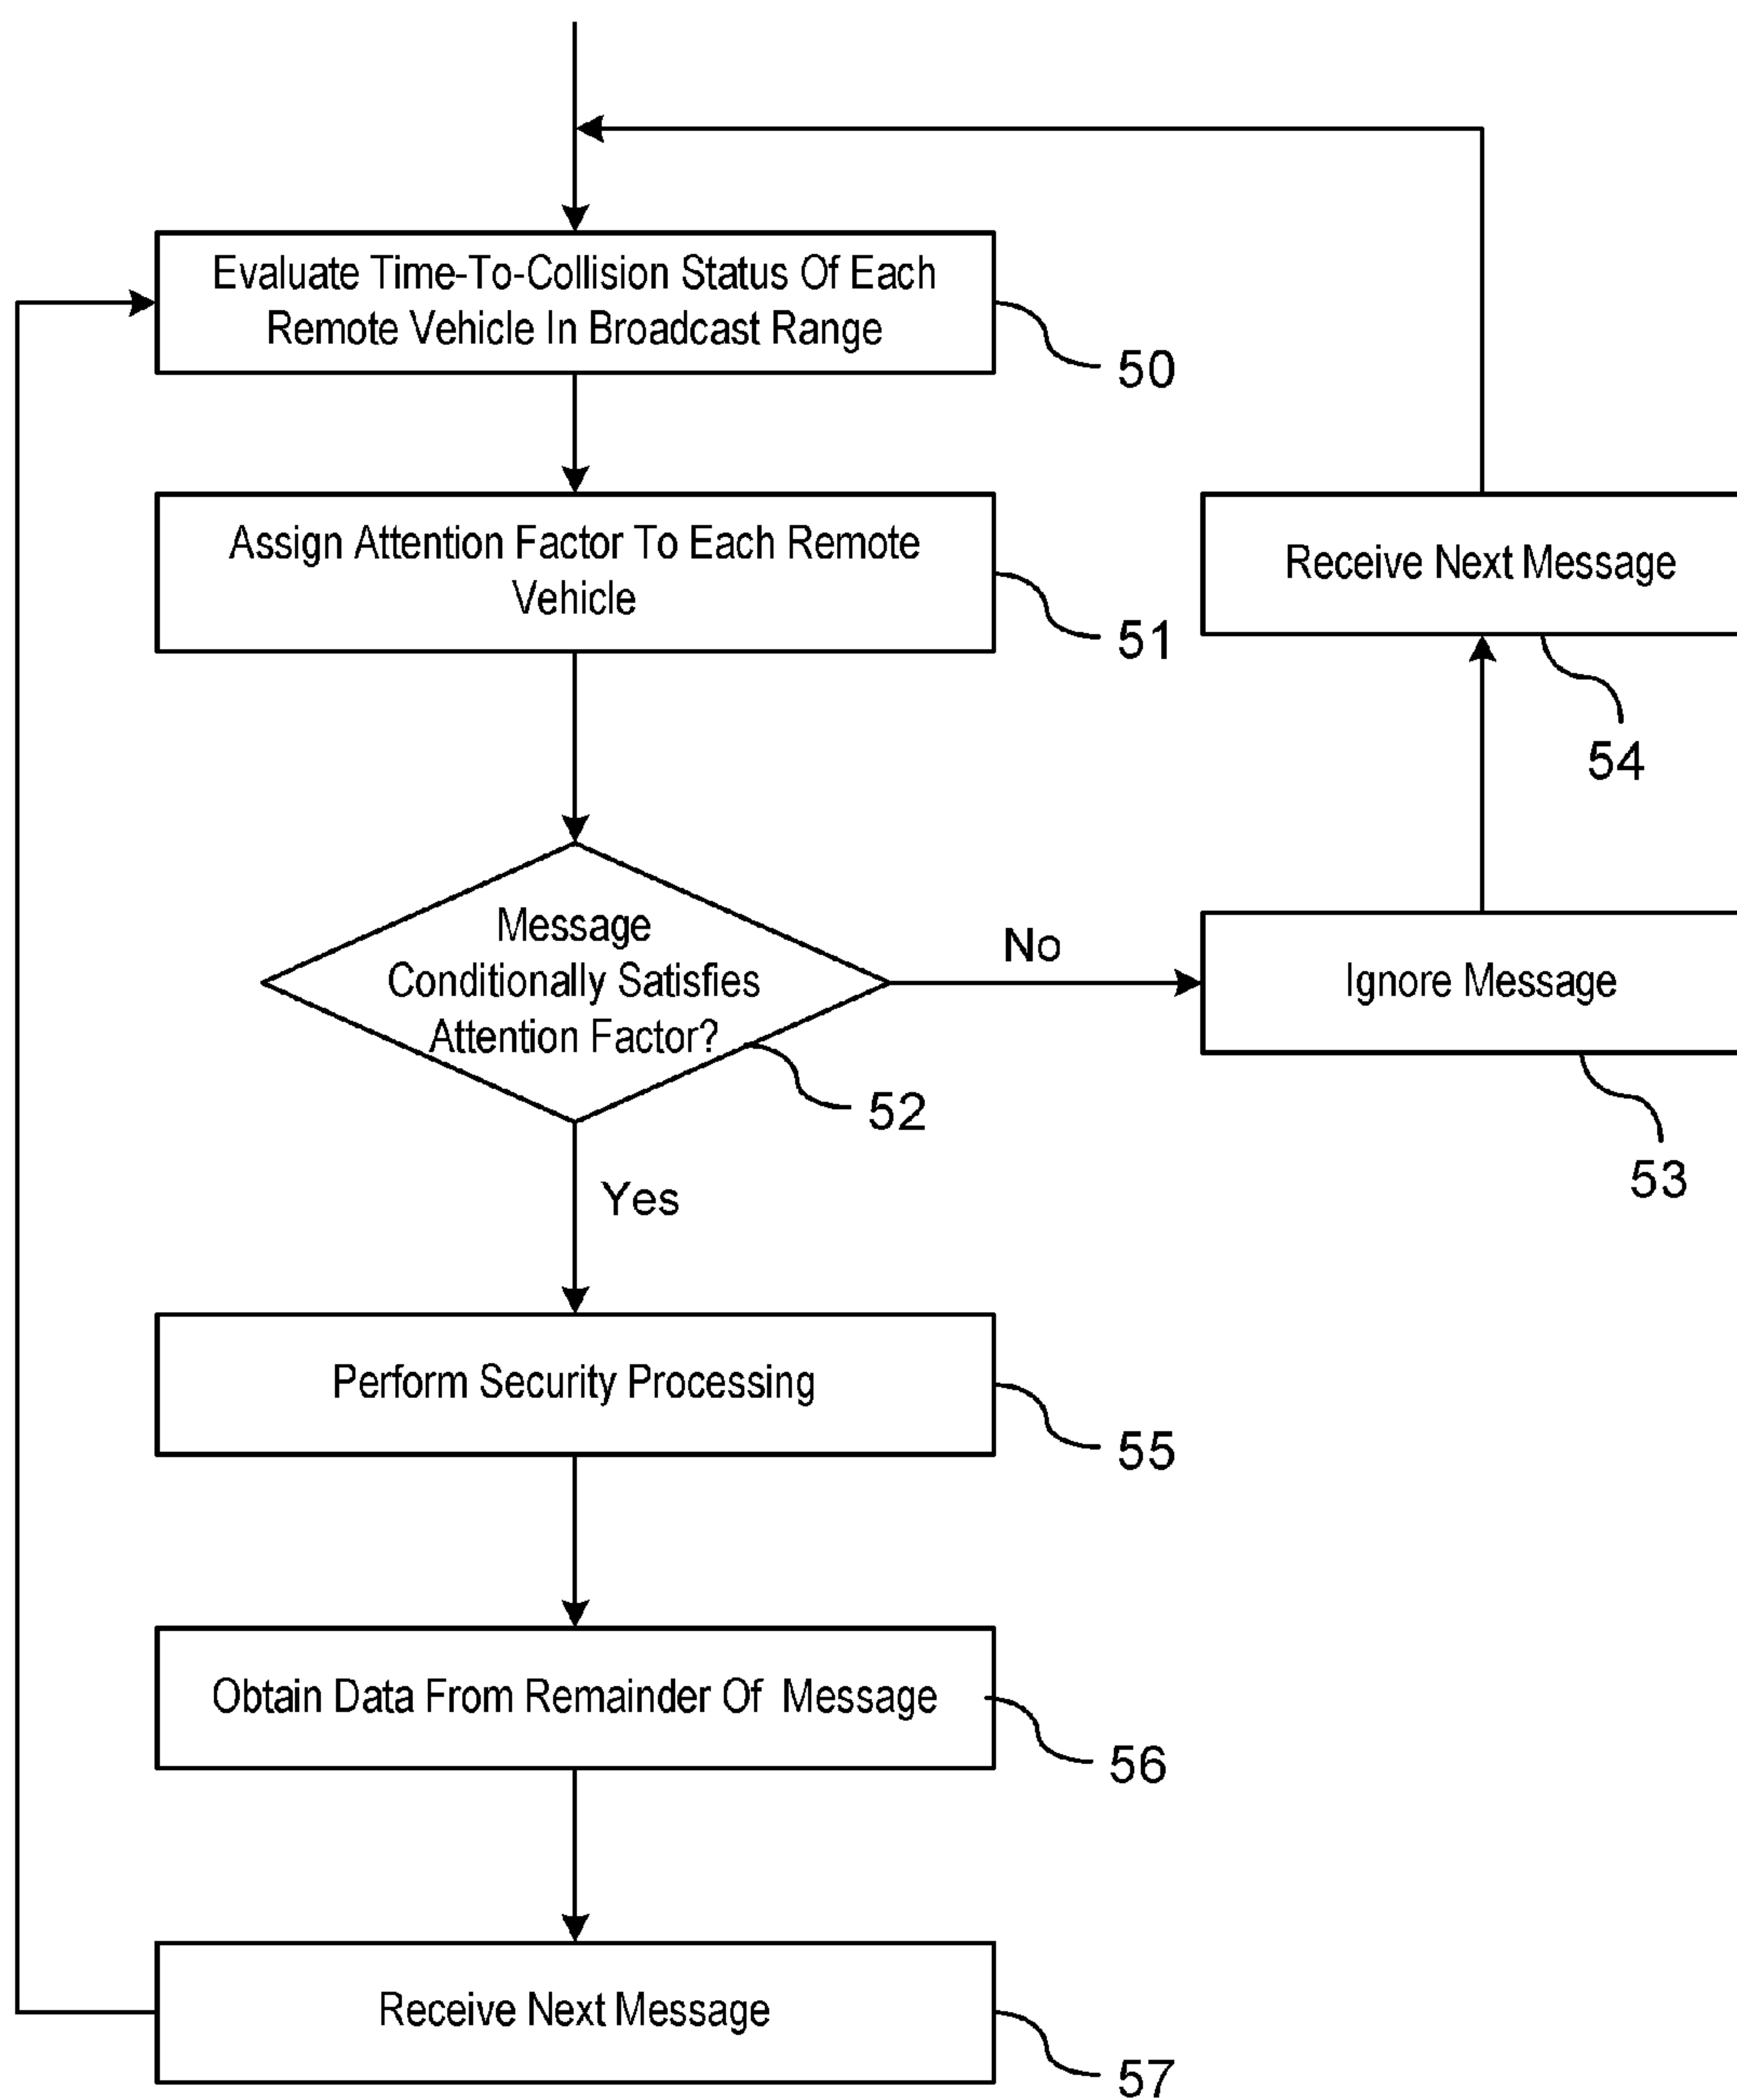 Evaluate Time-To-Collision Status Of Each
Remote Vehicle In Broadcast Range
50
Assign Attention Factor To Each Remote
Vehicle
51
Receive Next Message
54
Message
Conditionally Satisfies
Attention Factor?
52
No
Ignore Message
53
Yes
Perform Security Processing
55
Obtain Data From Remainder Of Message
56
Receive Next Message
57